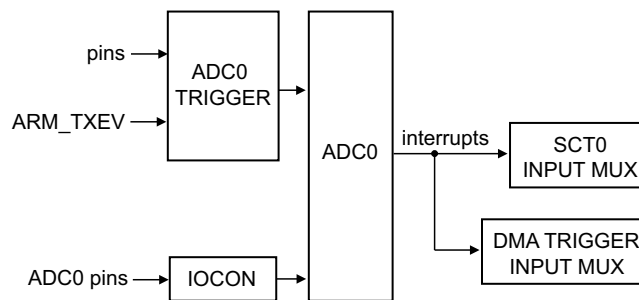 pins
ADC0
TRIGGER
ARM_TXEV
ADC0
interrupts
SCT0
INPUT MUX
DMA TRIGGER
INPUT MUX
ADC0 pins
IOCON